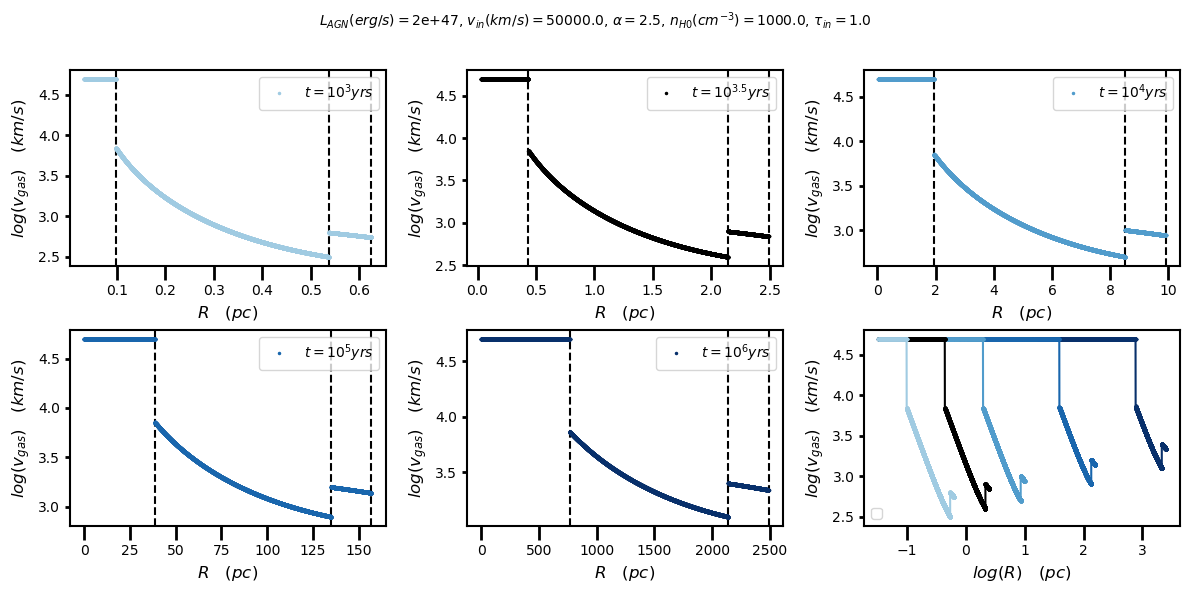 L_AGN(erg/s) = 2e+47, v_in(km/s) = 50000.0, α = 2.5, n_H0(cm^−3) = 1000.0, τ_in = 1.0
log(v_gas) (km/s)
4.5
4.0
3.5
3.0
2.5
t = 10^3 yrs
0.1 0.2 0.3 0.4 0.5 0.6
R (pc)
log(v_gas) (km/s)
4.5
4.0
3.5
3.0
2.5
t = 10^3.5 yrs
0.0 0.5 1.0 1.5 2.0 2.5
R (pc)
log(v_gas) (km/s)
4.5
4.0
3.5
3.0
t = 10^4 yrs
0 2 4 6 8 10
R (pc)
log(v_gas) (km/s)
4.5
4.0
3.5
3.0
t = 10^5 yrs
0 25 50 75 100 125 150
R (pc)
log(v_gas) (km/s)
4.5
4.0
3.5
t = 10^6 yrs
0 500 1000 1500 2000 2500
R (pc)
log(v_gas) (km/s)
4.5
4.0
3.5
3.0
2.5
−1 0 1 2 3
log(R) (pc)